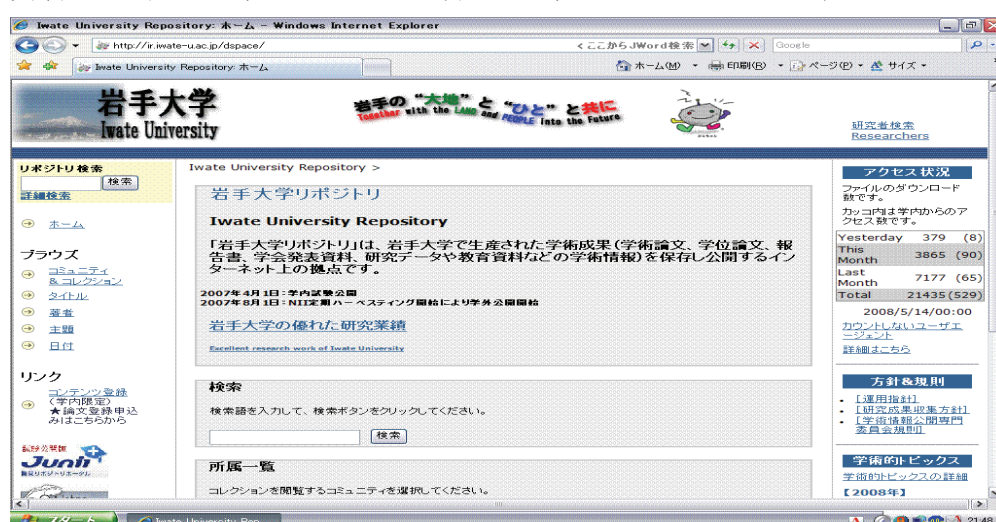 Iwate University Repository: ホーム - Windows Internet Explorer
http://ir.iwate-u.ac.jp/dspace/
<ここからJWord検索
Google
Iwate University Repository: ホーム
ホーム(M)
印刷(R)
ページ(P)
サイズ
岩手大学
Iwate University
岩手の "大地" と "ひと" と共に
Together with the LAND and PEOPLE Into the Future
研究者検索
Researchers
リポジトリ検索
検索
詳細検索
ホーム
ブラウズ
コミュニティ
& コレクション
タイトル
著者
主題
日付
リンク
コンテンツ登録
(学内限定)
★論文登録申込
みはこちらから
Junii
Iwate University Repository >
岩手大学リポジトリ
Iwate University Repository
「岩手大学リポジトリ」は、岩手大学で生産された学術成果(学術論文、学位論文、報
告書、学会発表資料、研究データや教育資料などの学術情報)を保存し公開するイン
ターネット上の拠点です。
2007年4月1日:学内試験公開
2007年8月1日:NII定期ハーベスティング開始により学外公開開始
岩手大学の優れた研究業績
Excellent research work of Iwate University
検索
検索語を入力して、検索ボタンをクリックしてください。
検索
所属一覧
コレクションを閲覧するコミュニティを選択してください。
アクセス状況
ファイルのダウンロード
数です。
カッコ内は学内からのア
クセス数です。
Yesterday 379 (8)
This
Month 3865 (90)
Last
Month 7177 (65)
Total 21435 (529)
2008/5/14/00:00
カウントしないユーザエ
ージェント
詳細はこちら
方針&規則
[運用指針]
[研究成果収集方針]
[学術情報公開専門
委員会規則]
学術的トピックス
学術的トピックスの詳細
【2008年】
スタート
Iwate University Rep...
21:48